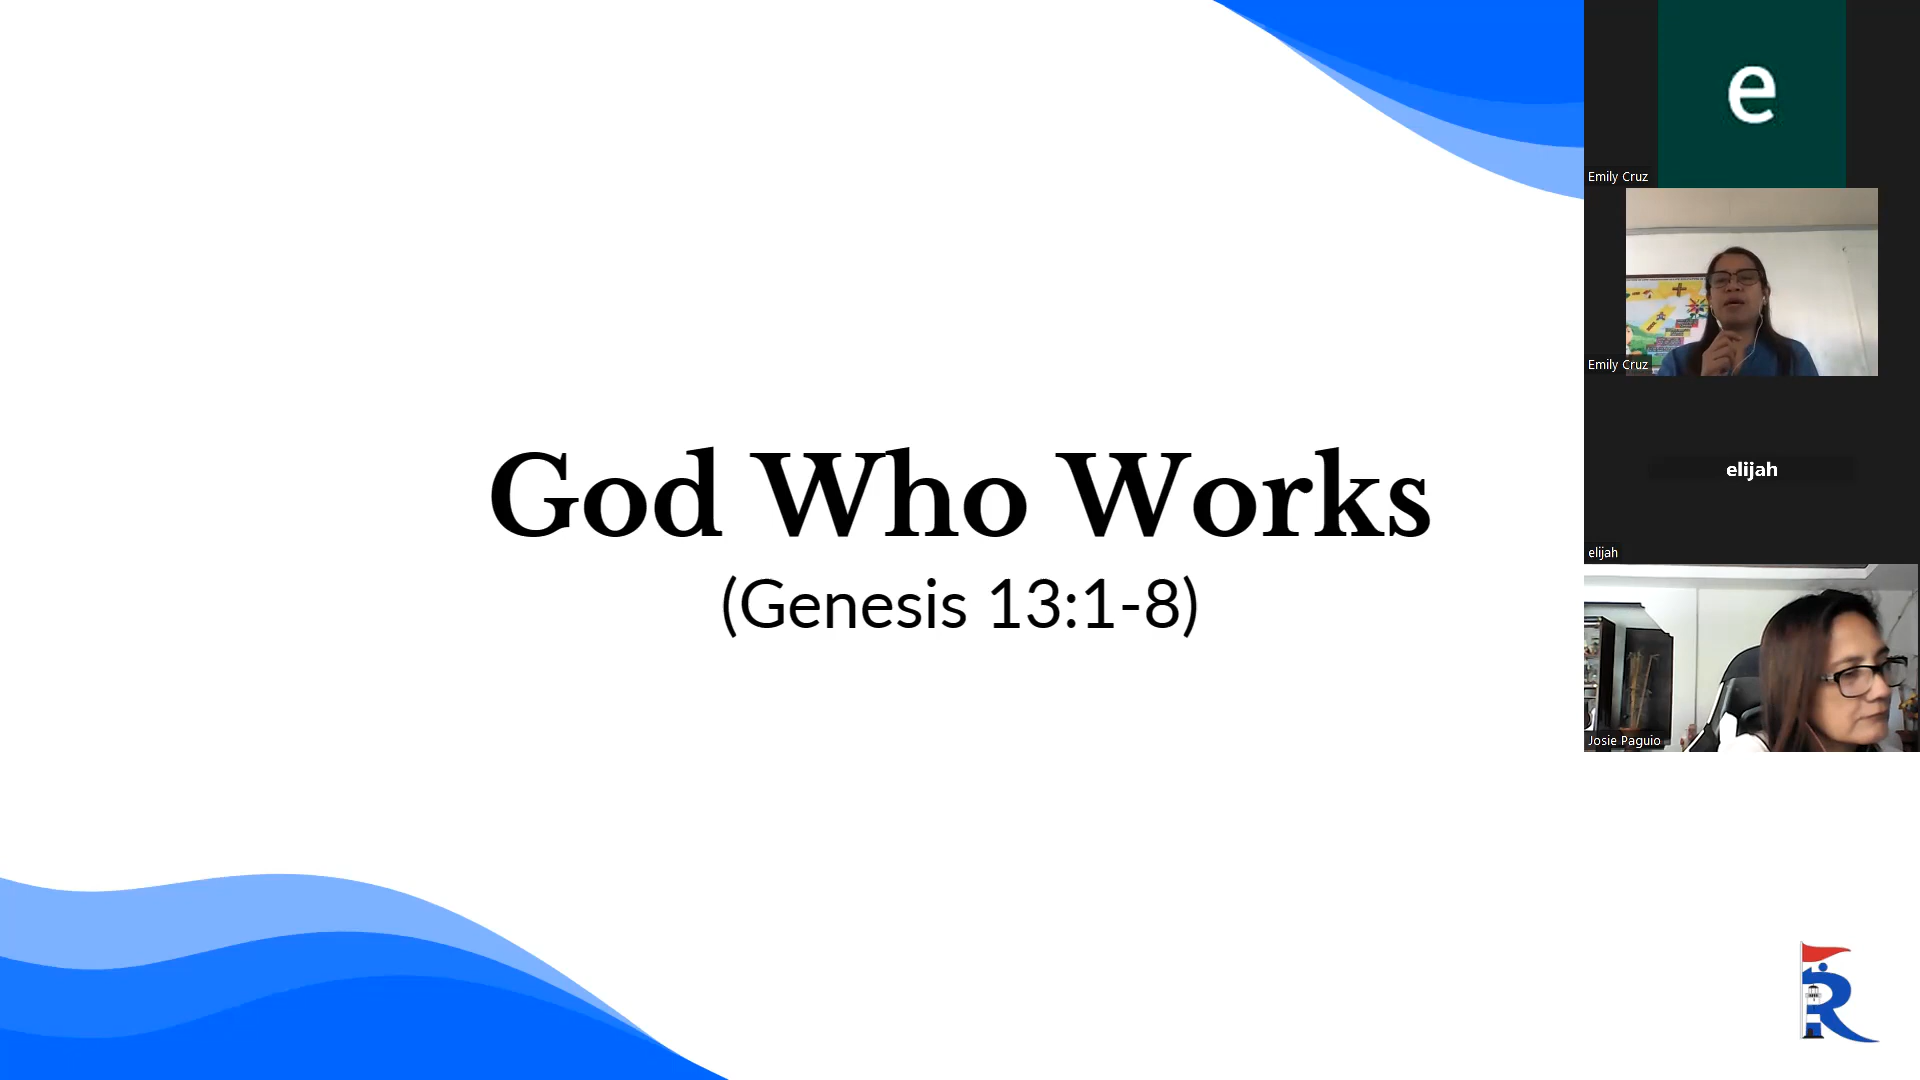 God Who Works
(Genesis 13:1-8)
e
Emily Cruz
Emily Cruz
elijah
elijah
Josie Paguio